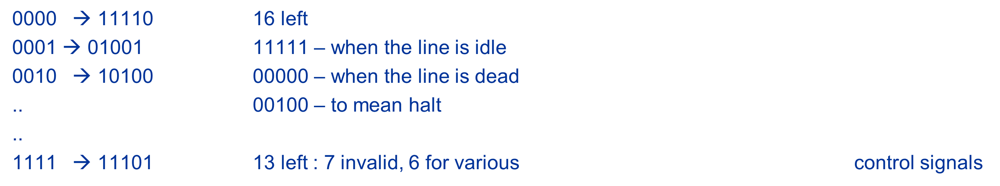 0000 → 11110 16 left
0001 → 01001 11111 – when the line is idle
0010 → 10100 00000 – when the line is dead
.. 00100 – to mean halt
..
1111 → 11101 13 left : 7 invalid, 6 for various control signals